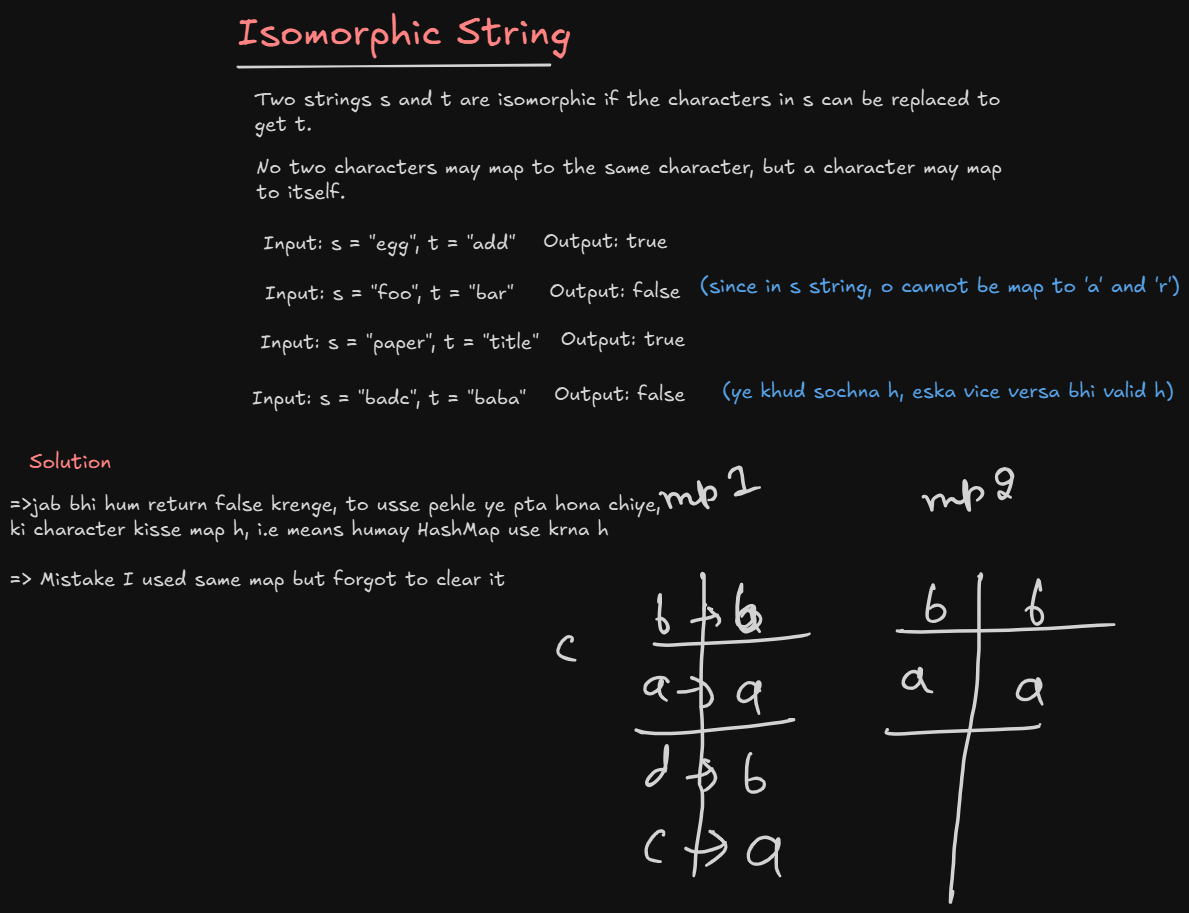 Isomorphic String
Two strings s and t are isomorphic if the characters in s can be replaced to
get t.
No two characters may map to the same character, but a character may map
to itself.
Input: s = "egg", t = "add" Output: true
Input: s = "foo", t = "bar" Output: false (since in s string, o cannot be map to 'a' and 'r')
Input: s = "paper", t = "title" Output: true
Input: s = "badc", t = "baba" Output: false (ye khud sochna h, eska vice versa bhi valid h)
Solution
=>jab bhi hum return false krenge, to usse pehle ye pta hona chiye,
ki character kisse map h, i.e means humay HashMap use krna h
=> Mistake I used same map but forgot to clear it
mp 1
c
b → b
a → a
d → b
c → a
mp 2
b b
a a